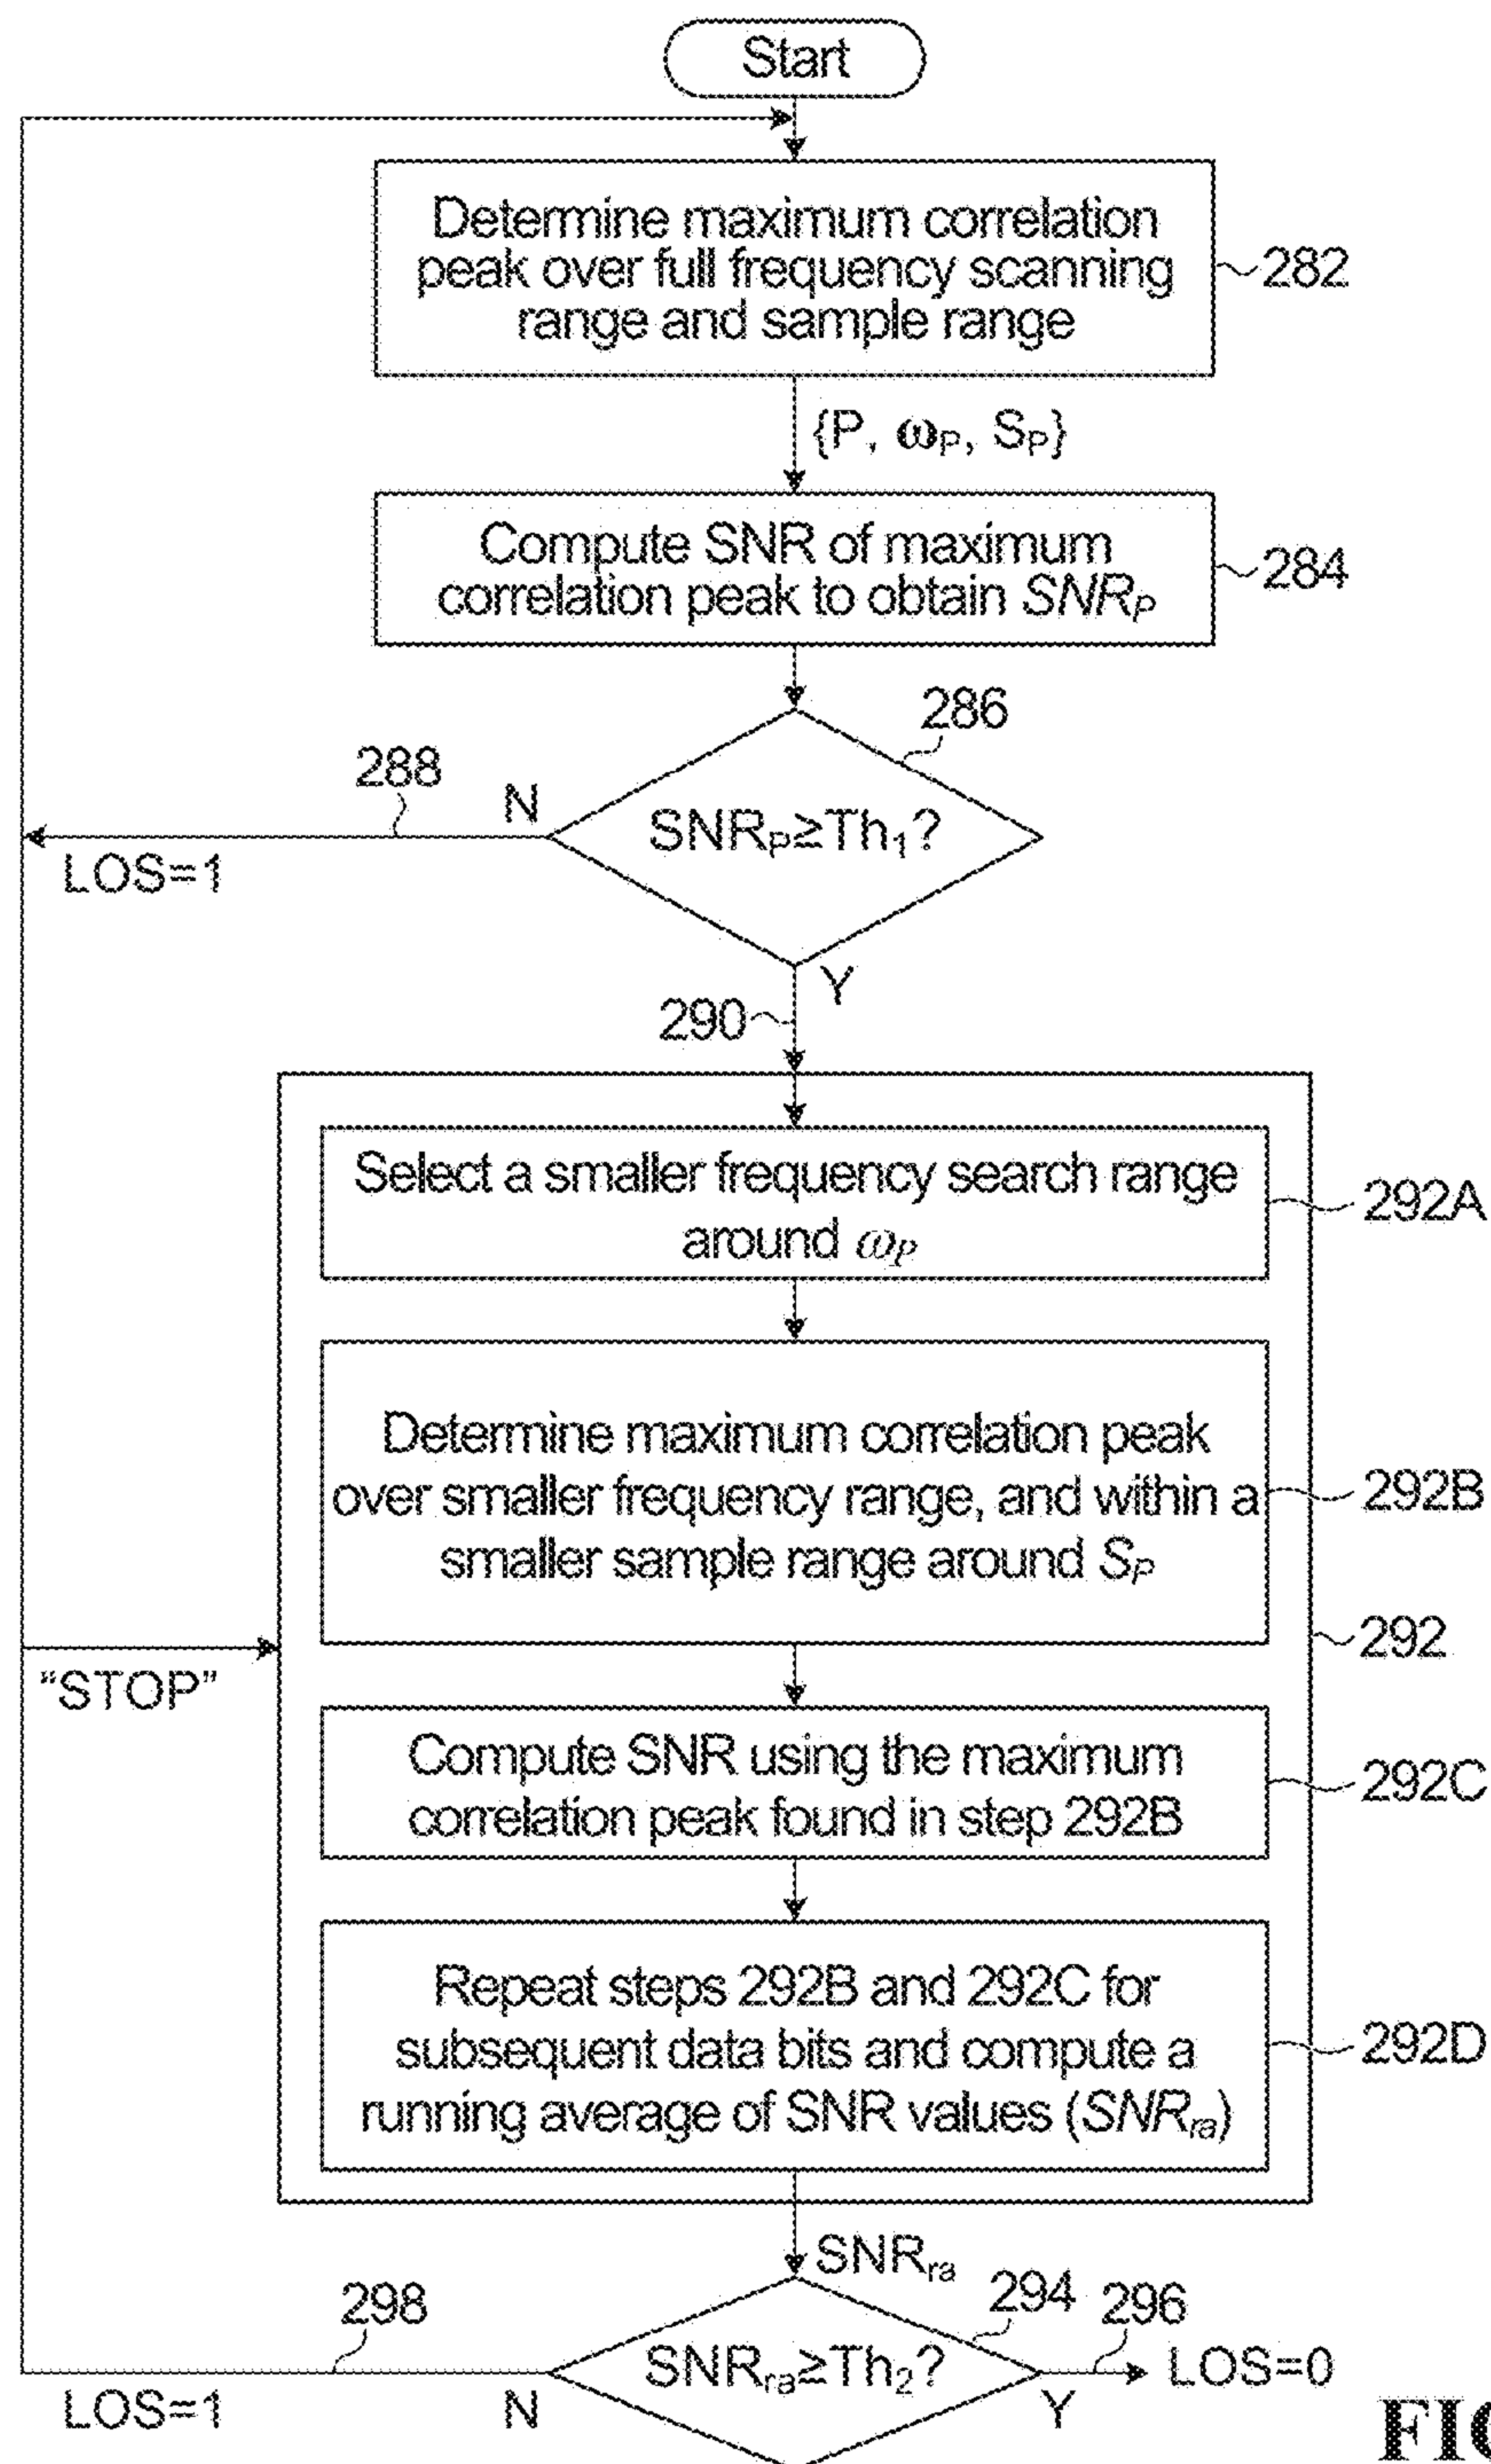 Start
Determine maximum correlation
peak over full frequency scanning
range and sample range
282
{P, ωP, SP}
Compute SNR of maximum
correlation peak to obtain SNRP
284
286
288
N
SNRP≥Th1?
LOS=1
Y
290
Select a smaller frequency search range
around ωP
292A
Determine maximum correlation peak
over smaller frequency range, and within a
smaller sample range around SP
292B
292
"STOP"
Compute SNR using the maximum
correlation peak found in step 292B
292C
Repeat steps 292B and 292C for
subsequent data bits and compute a
running average of SNR values (SNRra)
292D
SNRra
298
294
296
SNRra≥Th2?
LOS=0
LOS=1
N
Y